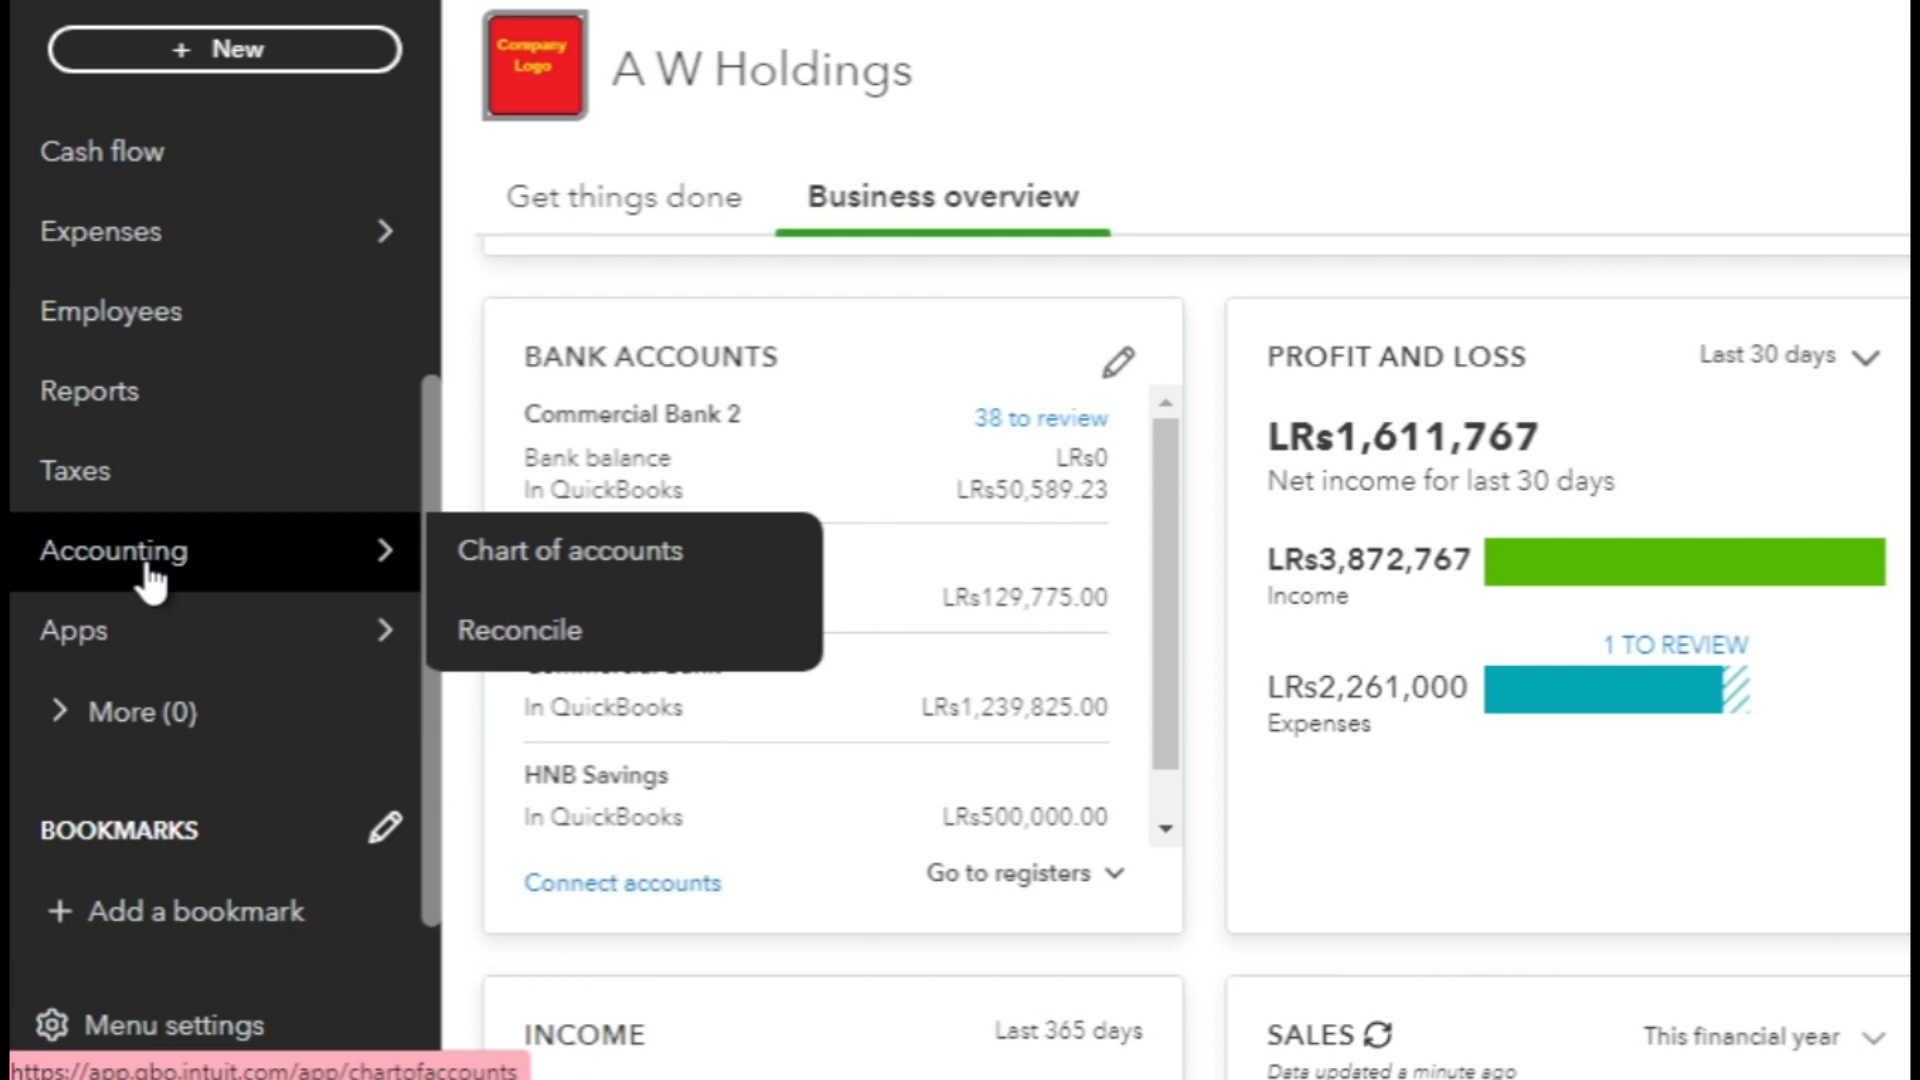 + New
Cash flow
Expenses
Employees
Reports
Taxes
Accounting
Apps
More (0)
BOOKMARKS
+ Add a bookmark
Menu settings
https://app.qbo.intuit.com/app/chartofaccounts
Chart of accounts
Reconcile
Company
Logo
A W Holdings
Get things done
Business overview
BANK ACCOUNTS
Commercial Bank 2
38 to review
Bank balance
LRs0
In QuickBooks
LRs50,589.23
LRs129,775.00
In QuickBooks
LRs1,239,825.00
HNB Savings
In QuickBooks
LRs500,000.00
Connect accounts
Go to registers
PROFIT AND LOSS
Last 30 days
LRs1,611,767
Net income for last 30 days
LRs3,872,767
Income
1 TO REVIEW
LRs2,261,000
Expenses
INCOME
Last 365 days
SALES
This financial year
Data updated a minute ago